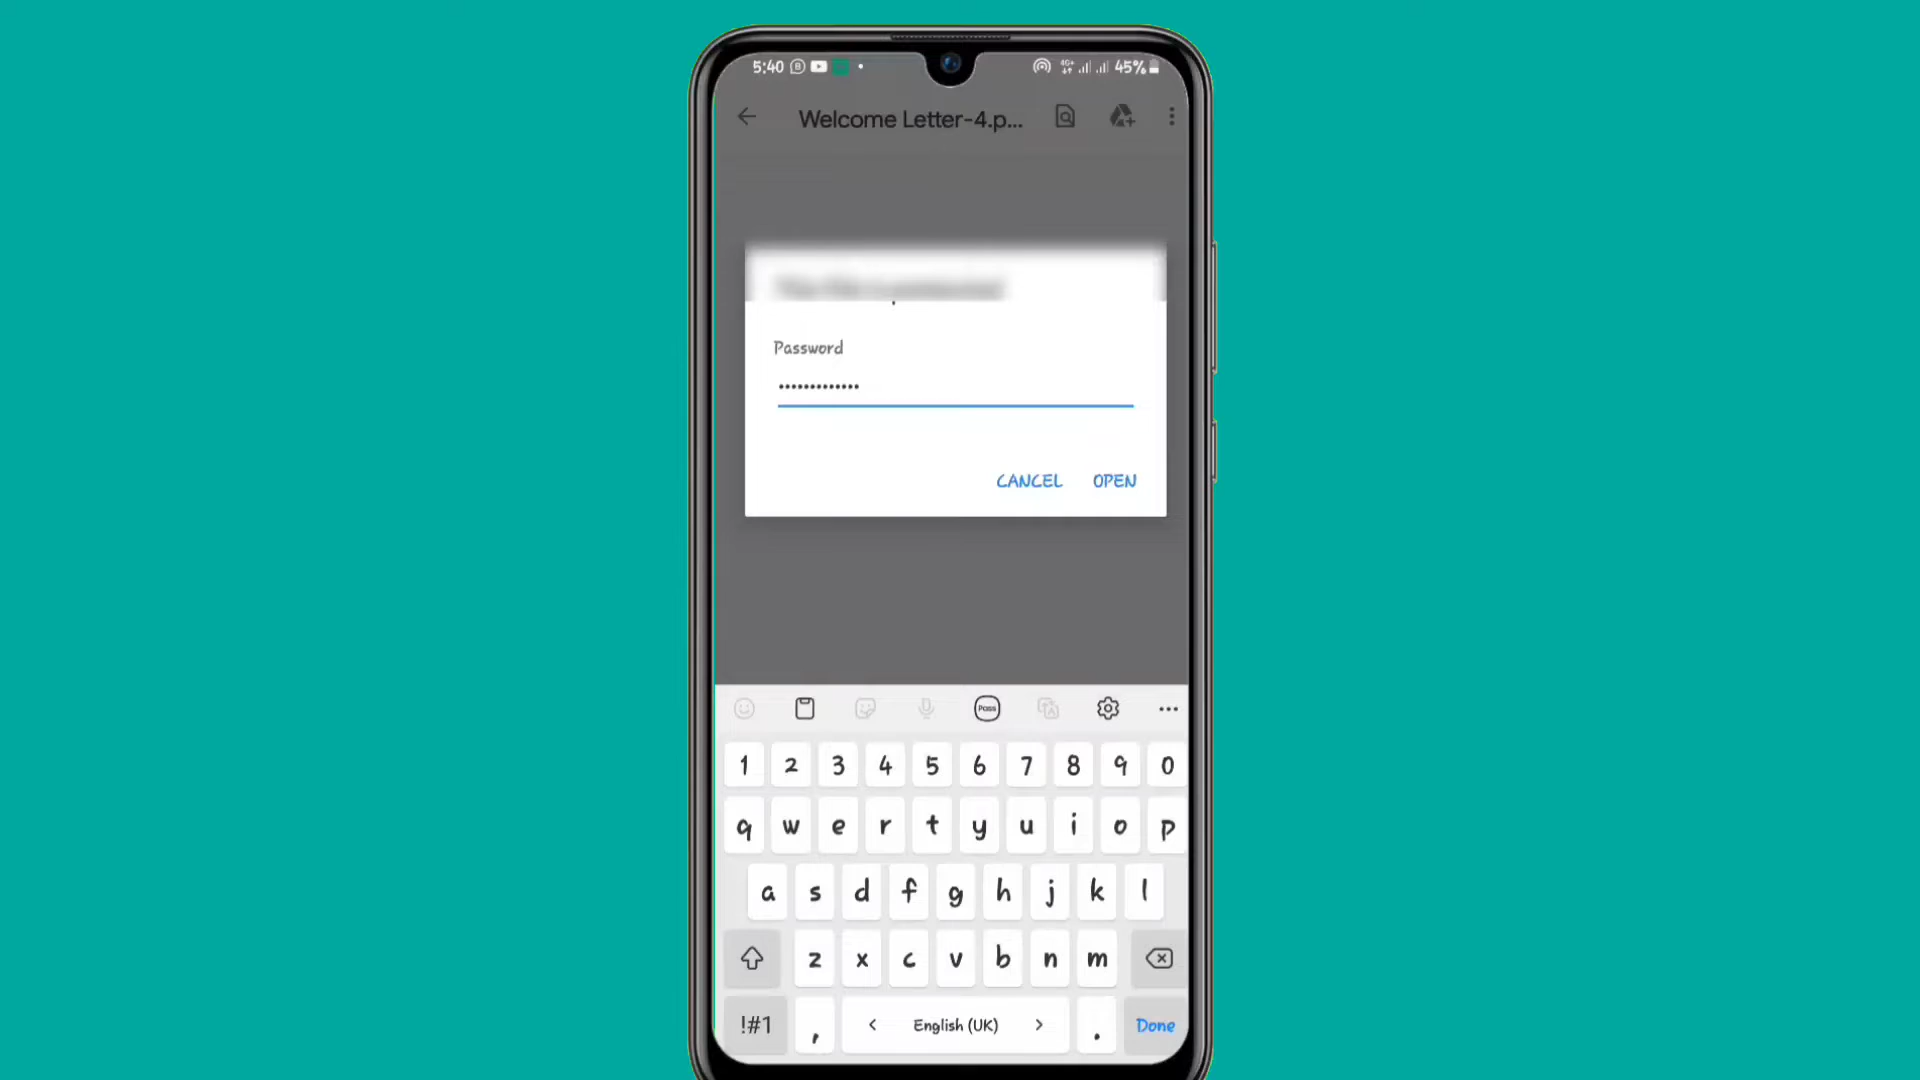 5:40 45%
Welcome Letter-4.p...
Password
•••••••••••••
CANCEL OPEN
Pass
1 2 3 4 5 6 7 8 9 0
q w e r t y u i o p
a s d f g h j k l
z x c v b n m
!#1 , < English (UK) > . Done